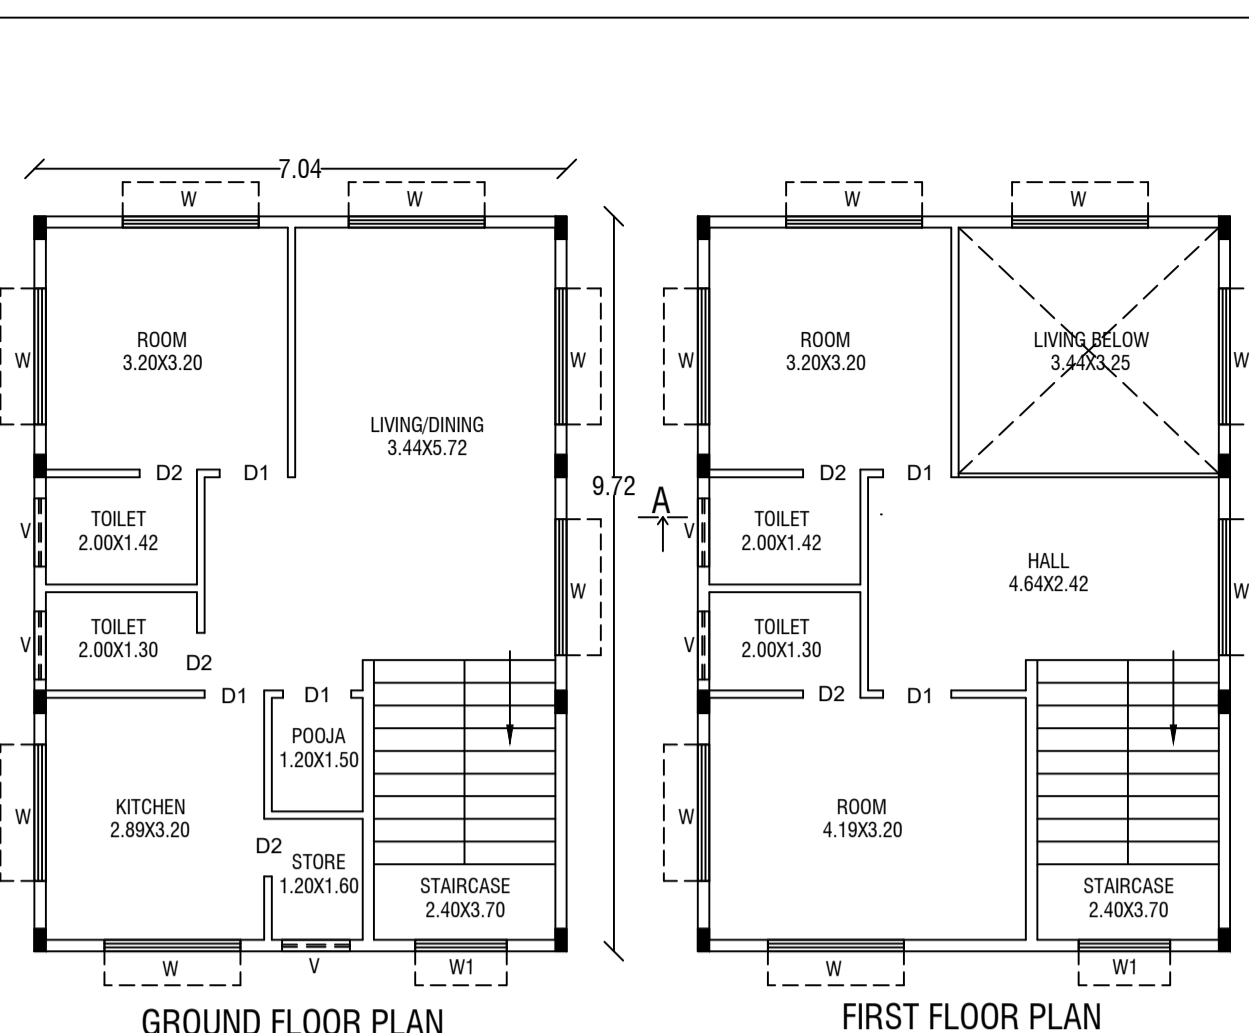 7.04
W
W
W
W
ROOM
3.20X3.20
W
W
LIVING/DINING
3.44X5.72
D2
D1
9.72
A
V
TOILET
2.00X1.42
W
V
TOILET
2.00X1.30
D2
D1
D1
POOJA
1.20X1.50
W
KITCHEN
2.89X3.20
D2
STORE
1.20X1.60
STAIRCASE
2.40X3.70
W
V
W1
GROUND FLOOR PLAN
W
ROOM
3.20X3.20
LIVING BELOW
3.44X3.25
W
D2
D1
V
TOILET
2.00X1.42
HALL
4.64X2.42
W
V
TOILET
2.00X1.30
D2
D1
W
ROOM
4.19X3.20
STAIRCASE
2.40X3.70
W
W1
FIRST FLOOR PLAN